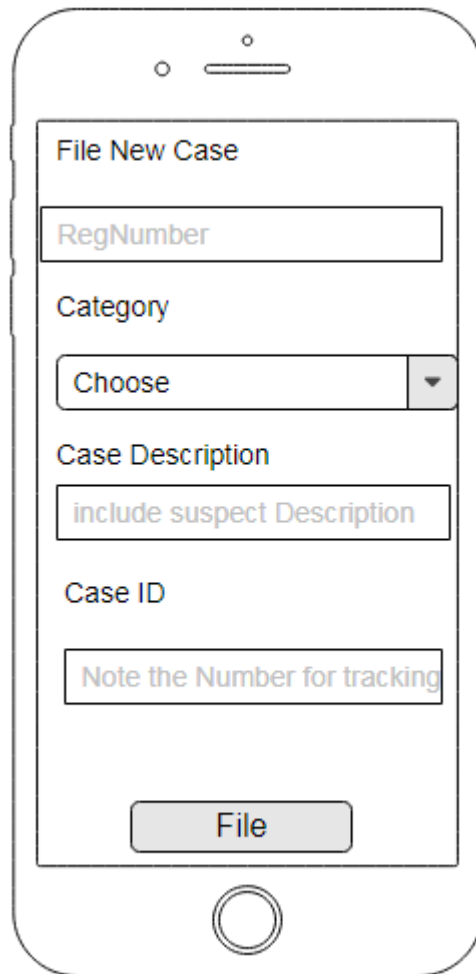 File New Case
RegNumber
Category
Choose
Case Description
include suspect Description
Case ID
Note the Number for tracking
File